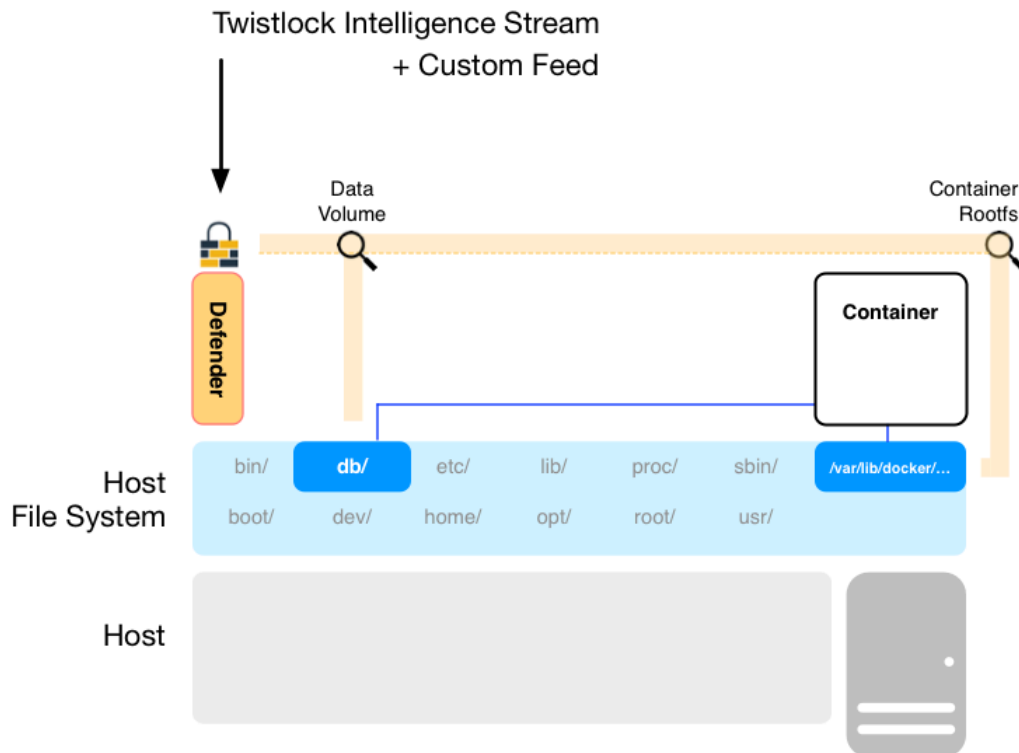 Twistlock Intelligence Stream
+ Custom Feed
Data
Volume
Container
Rootfs
Defender
Container
Host
File System
bin/ db/ etc/ lib/ proc/ sbin/ /var/lib/docker/...
boot/ dev/ home/ opt/ root/ usr/
Host